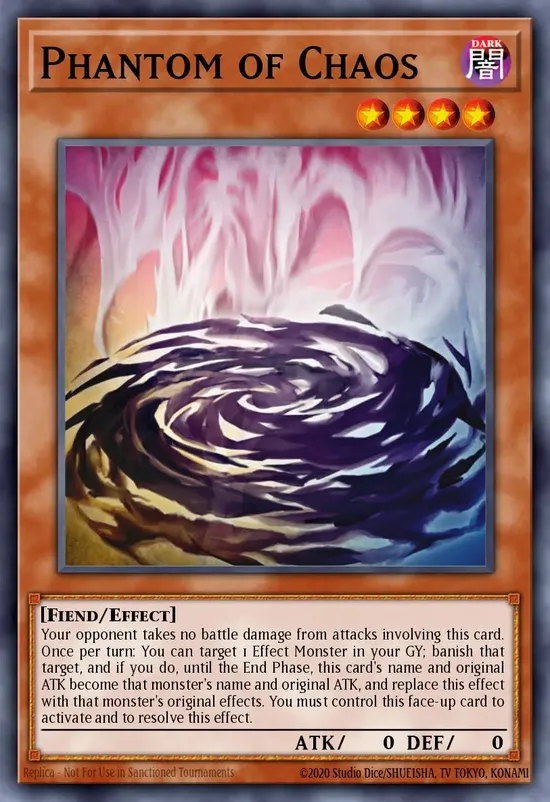 Phantom of Chaos
DARK
闇
[Fiend/Effect]
Your opponent takes no battle damage from attacks involving this card.
Once per turn: You can target 1 Effect Monster in your GY; banish that
target, and if you do, until the End Phase, this card's name and original
ATK become that monster's name and original ATK, and replace this effect
with that monster's original effects. You must control this face-up card to
activate and to resolve this effect.
ATK/ 0 DEF/ 0
Replica - Not For Use in Sanctioned Tournaments ©2020 Studio Dice/SHUEISHA, TV TOKYO, KONAMI